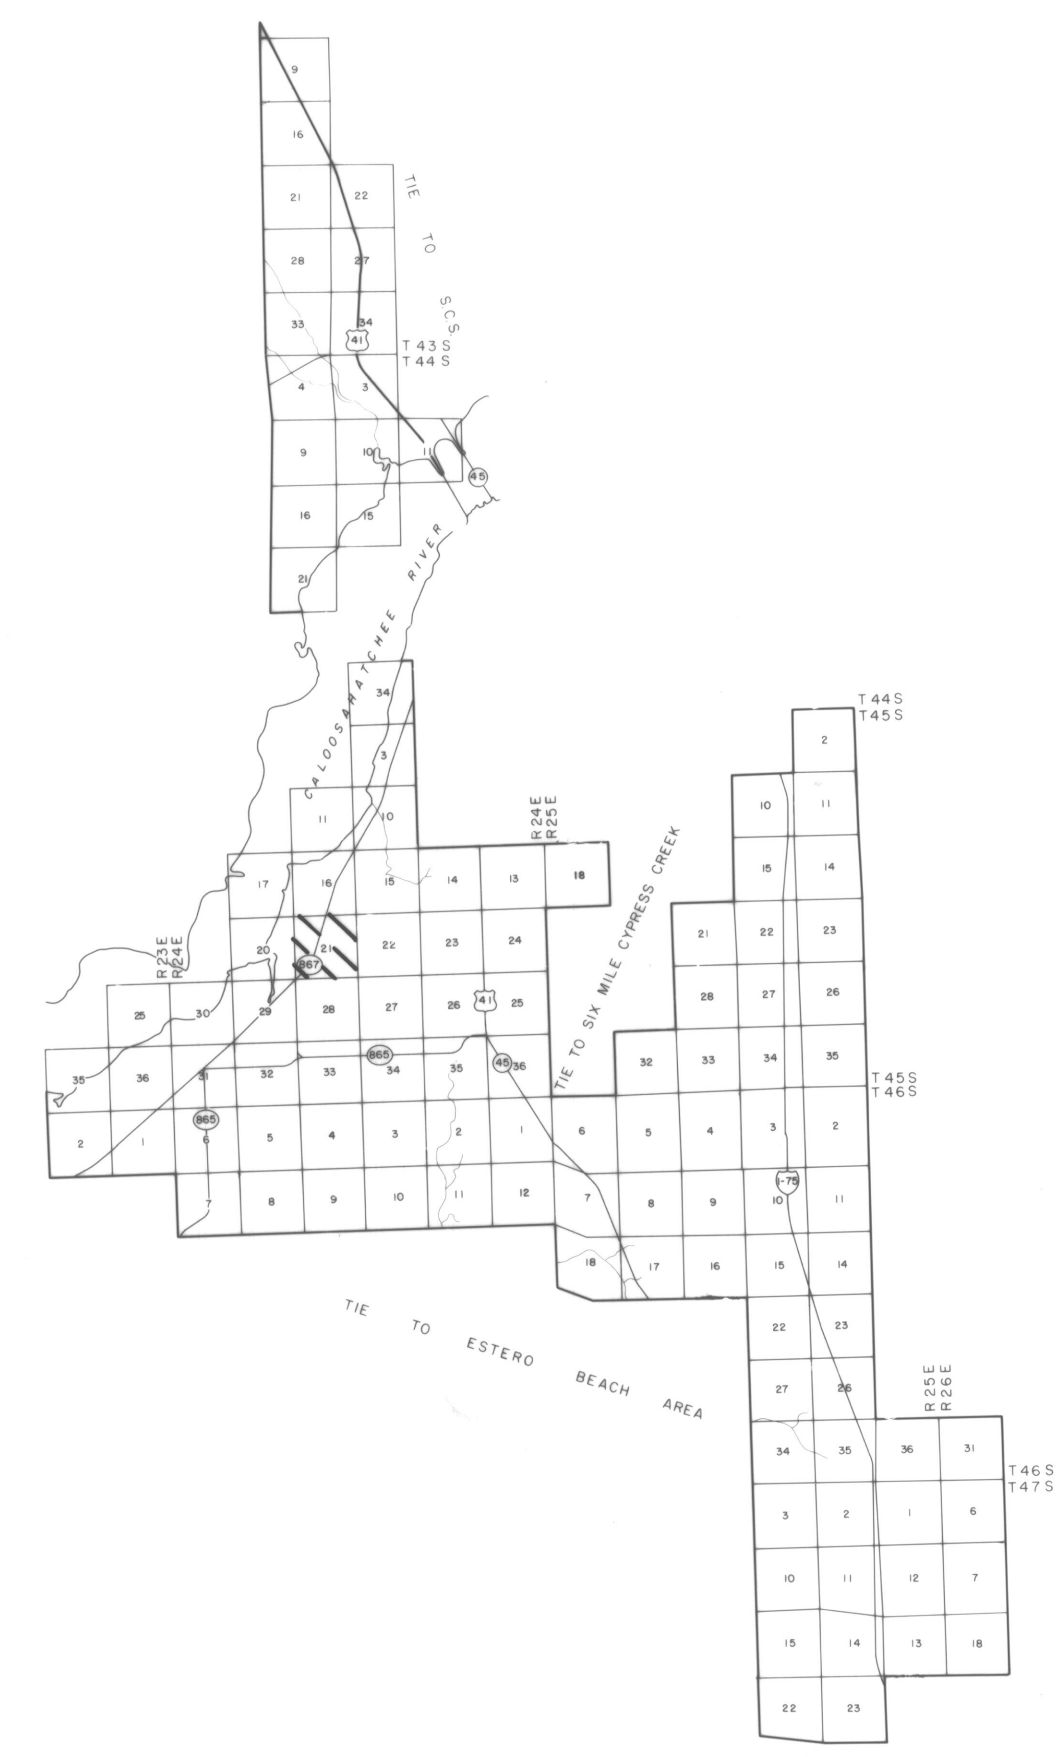 9
16
21 22
TIE TO S.C.S.
28 27
33 34
41
T 43 S
T 44 S
4 3
9 10 11
45
16 15
21
CALOOSAHATCHEE RIVER
34
3
11 10
17 16 15 14 13 18
R 24 E
R 25 E
20 21 22 23 24
867
R 23 E
R 24 E
25 30 29 28 27 26 41 25
35 36 31 32 33 865 34 35 45 36
2 1 865 6 5 4 3 2 1
7 8 9 10 11 12
TIE TO SIX MILE CYPRESS CREEK
T 44 S
T 45 S
2
10 11
15 14
21 22 23
28 27 26
32 33 34 35
T 45 S
T 46 S
6 5 4 3 2
7 8 9 I-75 10 11
18 17 16 15 14
TIE TO ESTERO BEACH AREA
22 23
27 26
R 25 E
R 26 E
34 35 36 31
T 46 S
T 47 S
3 2 1 6
10 11 12 7
15 14 13 18
22 23